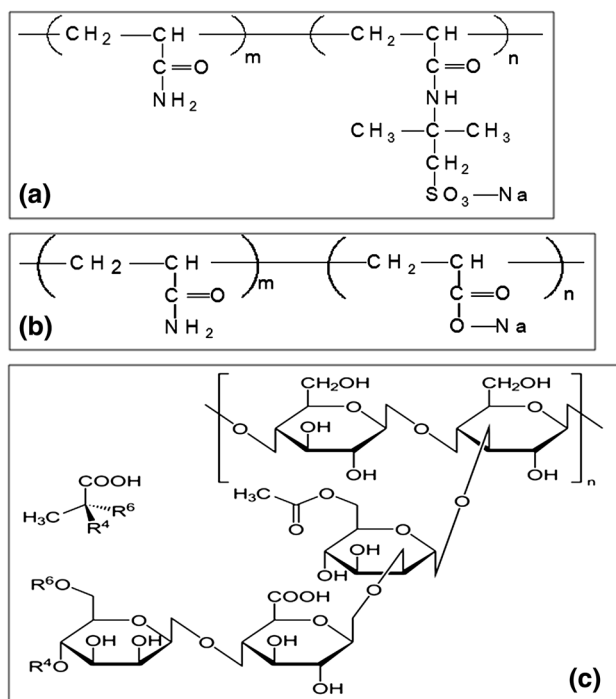 CH2 CH m CH2 CH n
C=O C=O
NH2 NH
CH3 C CH3
CH2
(a) SO3 Na
CH2 CH m CH2 CH n
C=O C=O
(b) NH2 O Na
CH2OH CH2OH
O O
O OH O OH
OH OH n
COOH
H3C R6
R4
H3C O O O
O OH
OH OH
R6O COOH O
O O
OH OH O OH
R4O OH
(c)